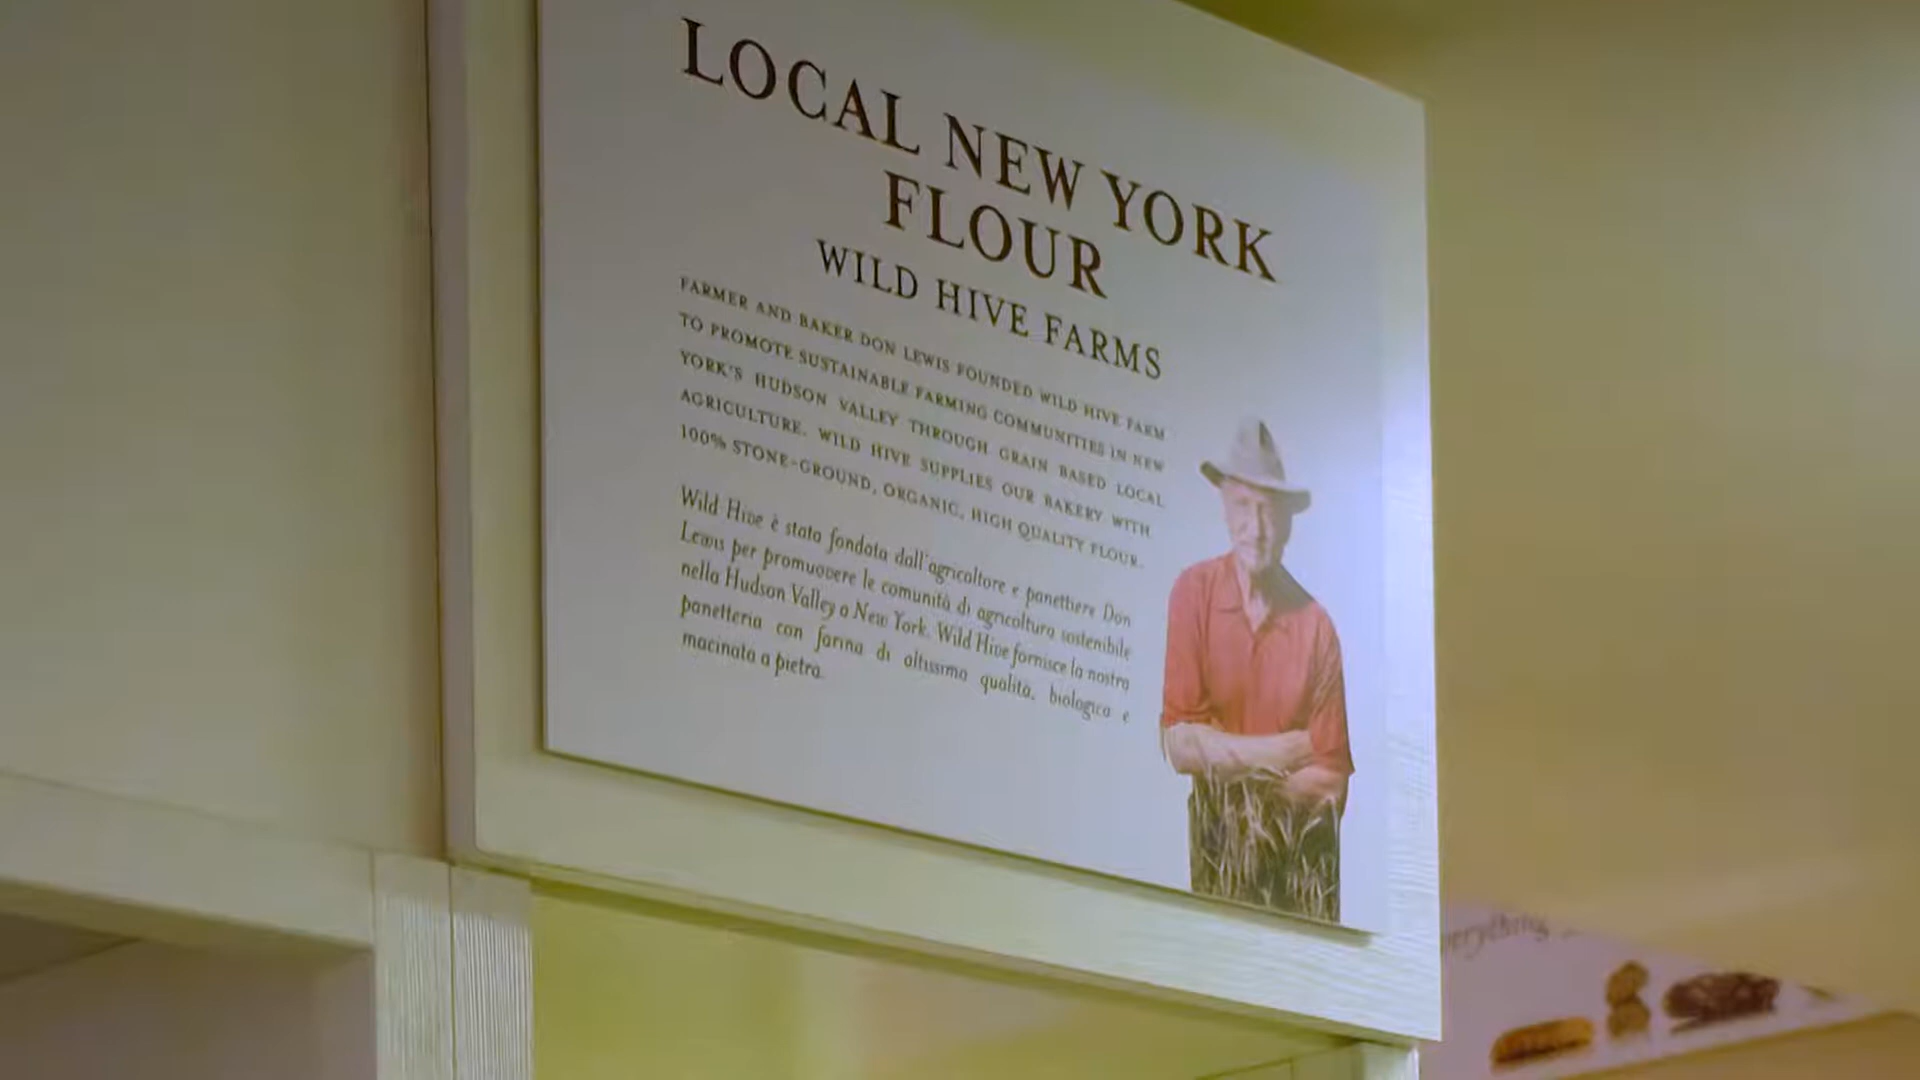 LOCAL NEW YORK
FLOUR
WILD HIVE FARMS
FARMER AND BAKER DON LEWIS FOUNDED WILD HIVE FARM
TO PROMOTE SUSTAINABLE FARMING COMMUNITIES IN NEW
YORK'S HUDSON VALLEY THROUGH GRAIN BASED LOCAL
AGRICULTURE. WILD HIVE SUPPLIES OUR BAKERY WITH
100% STONE-GROUND, ORGANIC, HIGH QUALITY FLOUR.
Wild Hive è stata fondata dall'agricoltore e panettiere Don
Lewis per promuovere le comunità di agricoltura sostenibile
nella Hudson Valley a New York. Wild Hive fornisce la nostra
panetteria con farina di altissima qualità, biologica e
macinata a pietra.